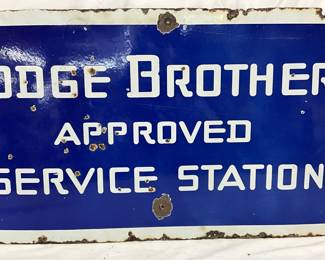 ODGE BROTHER
APPROVED
SERVICE STATION